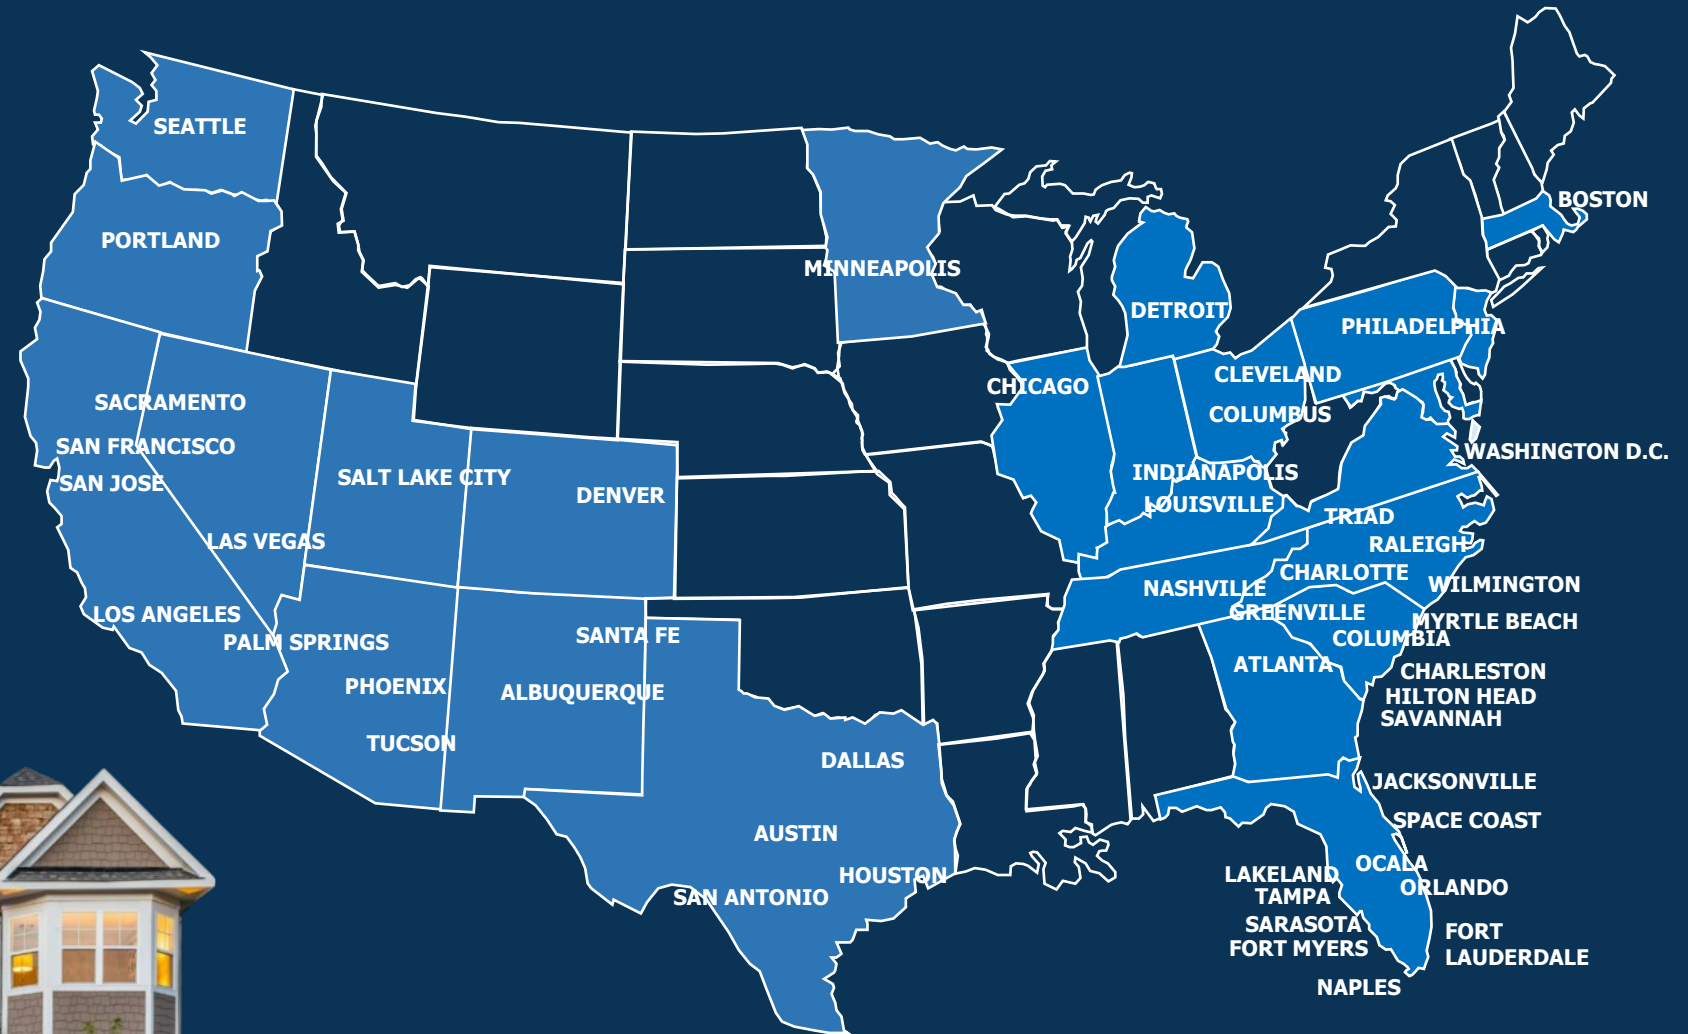 SEATTLE
BOSTON
PORTLAND
MINNEAPOLIS
DETROIT
PHILADELPHIA
CLEVELAND
CHICAGO
SACRAMENTO
COLUMBUS
SAN FRANCISCO
WASHINGTON D.C.
INDIANAPOLIS
SALT LAKE CITY
SAN JOSE
DENVER
LOUISVILLE
TRIAD
LAS VEGAS
RALEIGH
CHARLOTTE
WILMINGTON
NASHVILLE
GREENVILLE
LOS ANGELES
MYRTLE BEACH
SANTA FE
COLUMBIA
PALM SPRINGS
ATLANTA
CHARLESTON
PHOENIX
ALBUQUERQUE
HILTON HEAD
SAVANNAH
TUCSON
DALLAS
JACKSONVILLE
SPACE COAST
AUSTIN
OCALA
LAKELAND
HOUSTON
ORLANDO
SAN ANTONIO
TAMPA
SARASOTA
FORT
LAUDERDALE
FORT MYERS
NAPLES